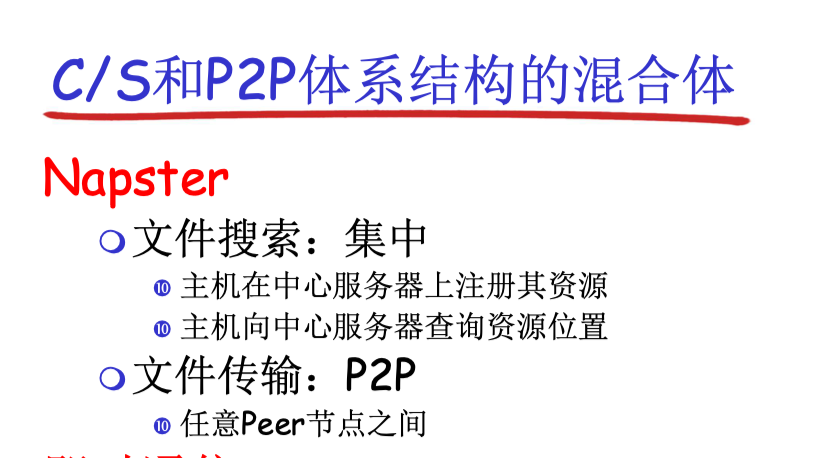 C/S和P2P体系结构的混合体
Napster
文件搜索：集中
⑩ 主机在中心服务器上注册其资源
⑩ 主机向中心服务器查询资源位置
文件传输：P2P
⑩ 任意Peer节点之间